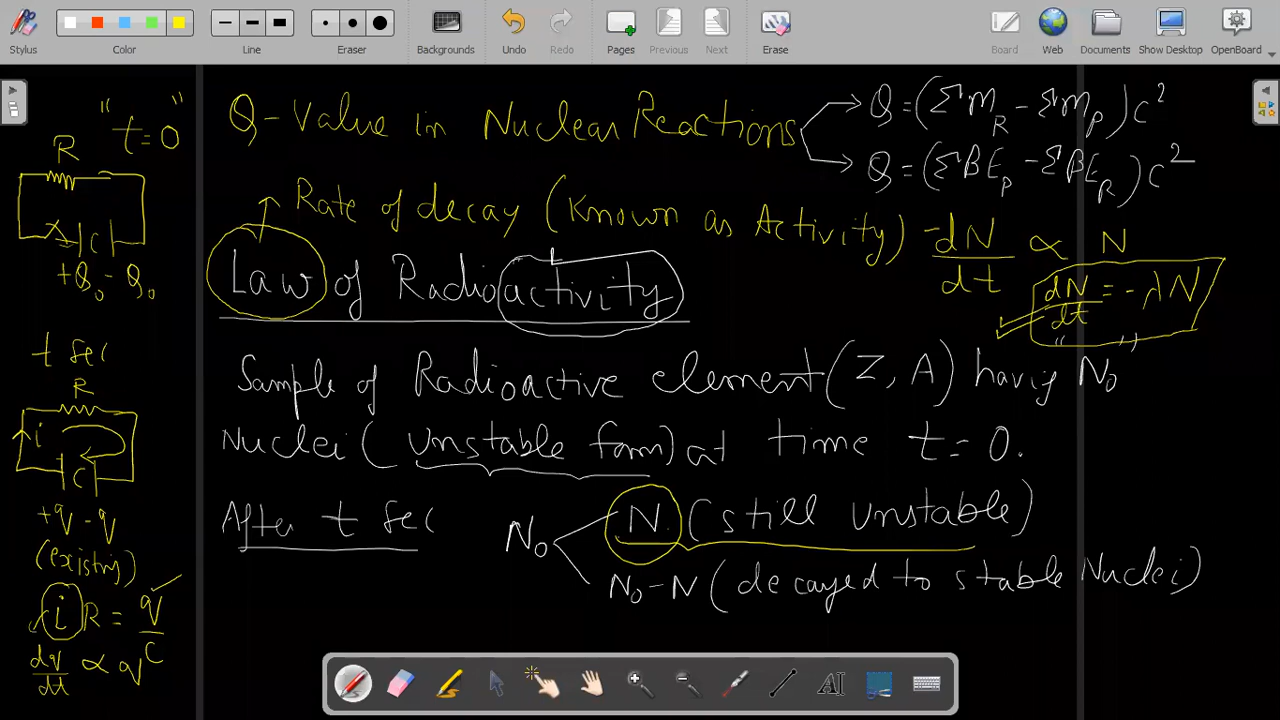 Stylus
Color
Line
Eraser
Backgrounds
Undo
Redo
Pages
Previous
Next
Erase
Board
Web
Documents
Show Desktop
OpenBoard
"t=0"
R
C
+Q₀ -Q₀
t sec
R
i
C
+q -q
(existing)
iR = q/C
dq/dt ∝ q
Q-Value in Nuclear Reactions
Q = (Σm_R - Σm_P)c²
Q = (ΣBE_P - ΣBE_R)c²
Rate of decay (Known as Activity) -dN/dt ∝ N
dN/dt = -λN
Law of Radioactivity
Sample of Radioactive element (Z, A) having "N₀"
Nuclei (unstable form) at time t=0.
After t sec
N₀
N (still unstable)
N₀-N (decayed to stable Nuclei)